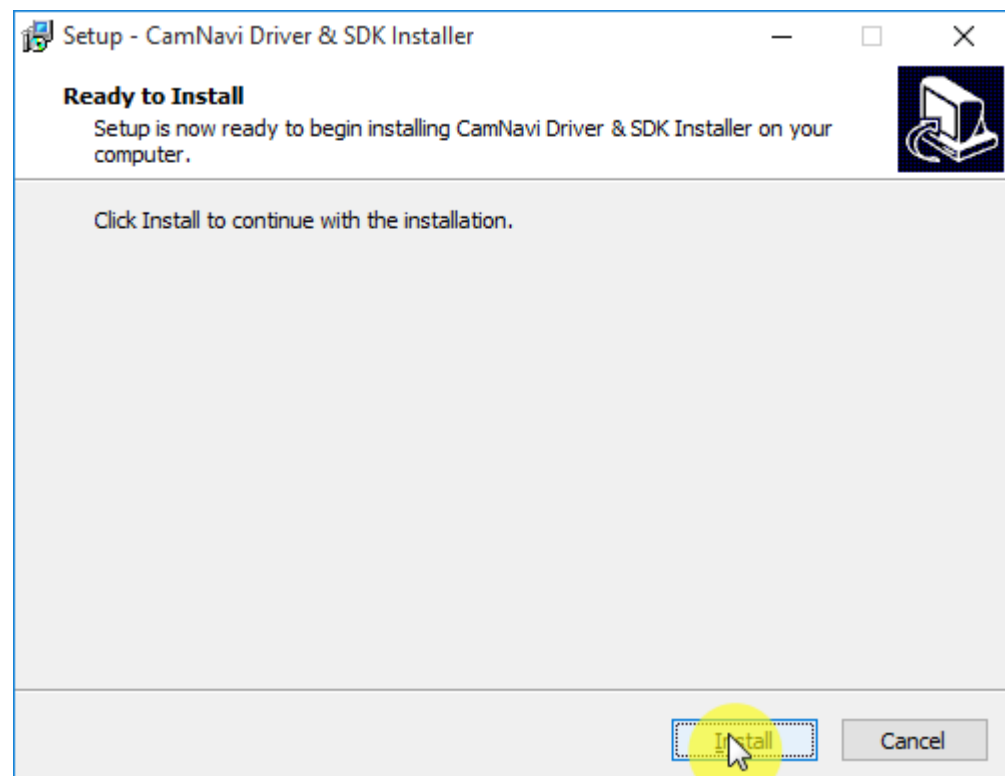 Setup - CamNavi Driver & SDK Installer
Ready to Install
Setup is now ready to begin installing CamNavi Driver & SDK Installer on your
computer.
Click Install to continue with the installation.
Install
Cancel